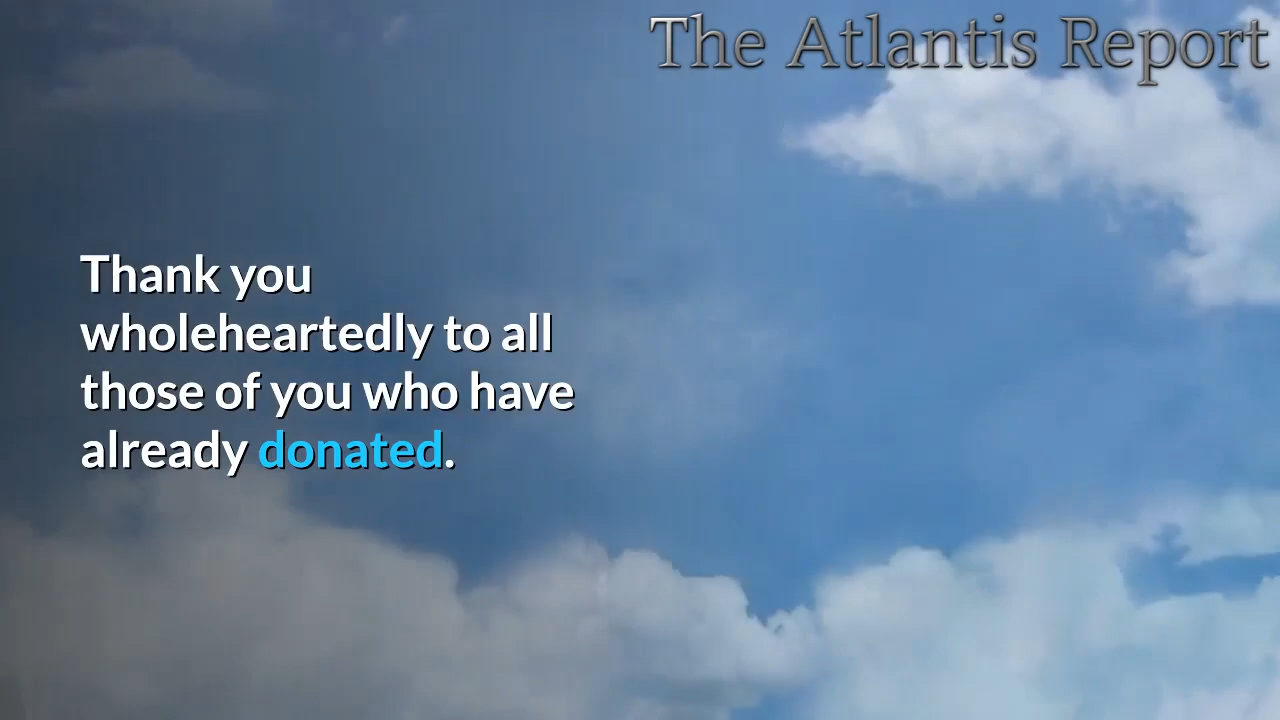 The Atlantis Report
Thank you
wholeheartedly to all
those of you who have
already donated.